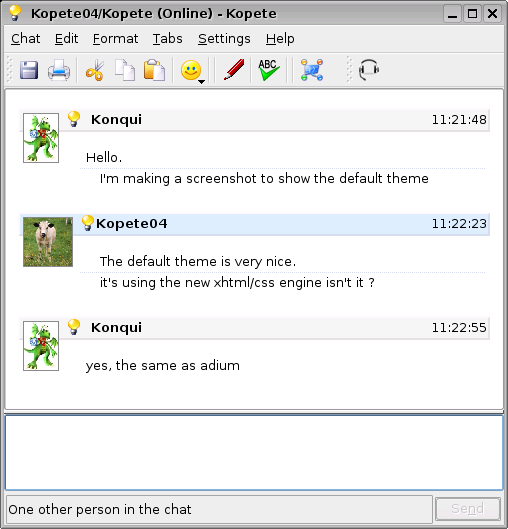 Kopete04/Kopete (Online) - Kopete
Chat Edit Format Tabs Settings Help
ABC
Konqui 11:21:48
Hello.
I'm making a screenshot to show the default theme
Kopete04 11:22:23
The default theme is very nice.
it's using the new xhtml/css engine isn't it ?
Konqui 11:22:55
yes, the same as adium
One other person in the chat
Send